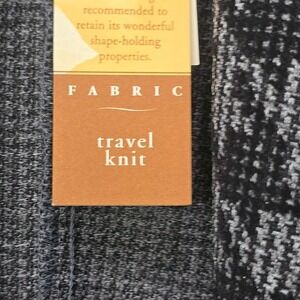 recommended to
retain its wonderful
shape-holding
properties.
FABRIC
travel
knit